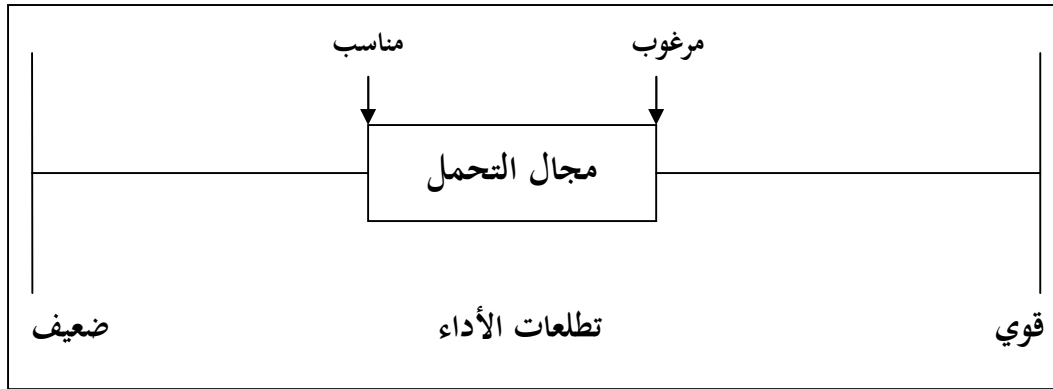 مرغوب
مناسب
مجال التحمل
قوي
تطلعات الأداء
ضعيف